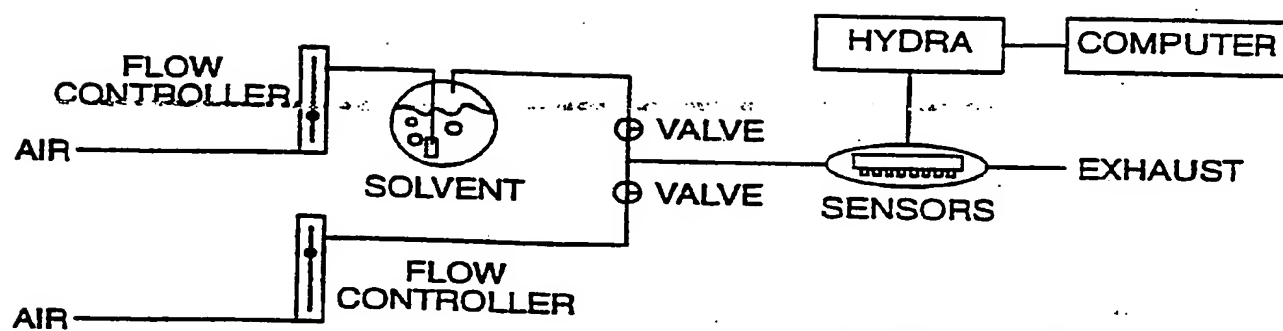 HYDRA
COMPUTER
FLOW
CONTROLLER
AIR
SOLVENT
VALVE
VALVE
SENSORS
EXHAUST
FLOW
CONTROLLER
AIR